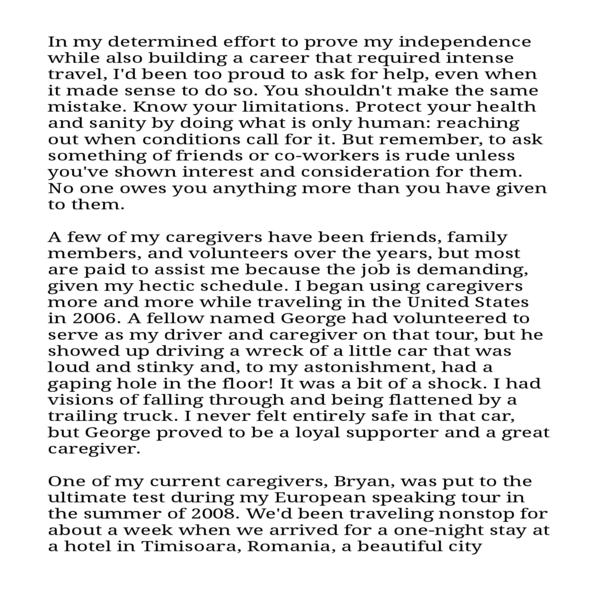 In my determined effort to prove my independence
while also building a career that required intense
travel, I'd been too proud to ask for help, even when
it made sense to do so. You shouldn't make the same
mistake. Know your limitations. Protect your health
and sanity by doing what is only human: reaching
out when conditions call for it. But remember, to ask
something of friends or co-workers is rude unless
you've shown interest and consideration for them.
No one owes you anything more than you have given
to them.

A few of my caregivers have been friends, family
members, and volunteers over the years, but most
are paid to assist me because the job is demanding,
given my hectic schedule. I began using caregivers
more and more while traveling in the United States
in 2006. A fellow named George had volunteered to
serve as my driver and caregiver on that tour, but he
showed up driving a wreck of a little car that was
loud and stinky and, to my astonishment, had a
gaping hole in the floor! It was a bit of a shock. I had
visions of falling through and being flattened by a
trailing truck. I never felt entirely safe in that car,
but George proved to be a loyal supporter and a great
caregiver.

One of my current caregivers, Bryan, was put to the
ultimate test during my European speaking tour in
the summer of 2008. We'd been traveling nonstop for
about a week when we arrived for a one-night stay at
a hotel in Timisoara, Romania, a beautiful city